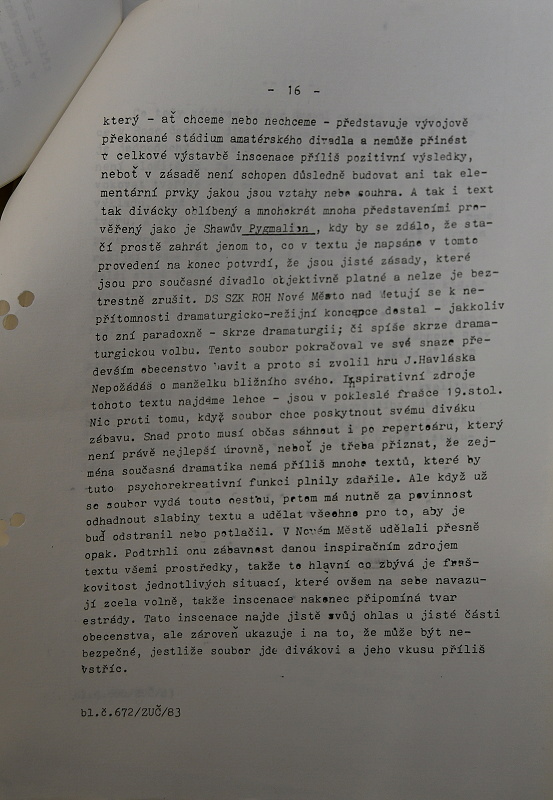 - 16 -
který - ať chceme nebo nechceme - představuje vývojově
překonané stádium amatérského divadla a nemůže přinést
v celkové výstavbě inscenace příliš pozitivní výsledky,
neboť v zásadě není schopen důsledně budovat ani tak ele-
mentární prvky jakou jsou vztahy nebo souhra. A tak i text
tak divácky oblíbený a mnohokrát mnoha představeními pro-
věřený jako je Shawův Pygmalion , kdy by se zdálo, že sta-
čí prostě zahrát jenom to, co v textu je napsáno v tomto
provedení na konec potvrdí, že jsou jisté zásady, které
jsou pro současné divadlo objektivně platné a nelze je bez-
trestně zrušit. DS SZK ROH Nové Město nad Metují se k ne-
přítomnosti dramaturgicko-režijní koncepce dostal - jakkoliv
to zní paradoxně - skrze dramaturgii; či spíše skrze drama-
turgickou volbu. Tento soubor pokračoval ve své snaze pře-
devším obecenstvo bavit a proto si zvolil hru J.Havláska
Nepožádáš o manželku bližního svého. Inspirativní zdroje
tohoto textu najdeme lehce - jsou v pokleslé frašce 19.stol.
Nic proti tomu, když soubor chce poskytnout svému diváku
zábavu. Snad proto musí občas sáhnout i po repertoáru, který
není právě nejlepší úrovně, neboť je třeba přiznat, že zej-
ména současná dramatika nemá příliš mnoho textů, které by
tuto psychorekreativní funkci plnily zdařile. Ale když už
se soubor vydá touto cestou, potom má nutně za povinnost
odhadnout slabiny textu a udělat všechno pro to, aby je
buď odstranil nebo potlačil. V Novém Městě udělali přesně
opak. Podtrhli onu zábavnost danou inspiračním zdrojem
textu všemi prostředky, takže to hlavní co zbývá je fraš-
kovitost jednotlivých situací, které ovšem na sebe navazu-
jí zcela volně, takže inscenace nakonec připomíná tvar
estrády. Tato inscenace najde jistě svůj ohlas u jisté části
obecenstva, ale zároveň ukazuje i na to, že může být ne-
bezpečné, jestliže soubor jde divákovi a jeho vkusu příliš
vstříc.
bl.č.672/ZUČ/83